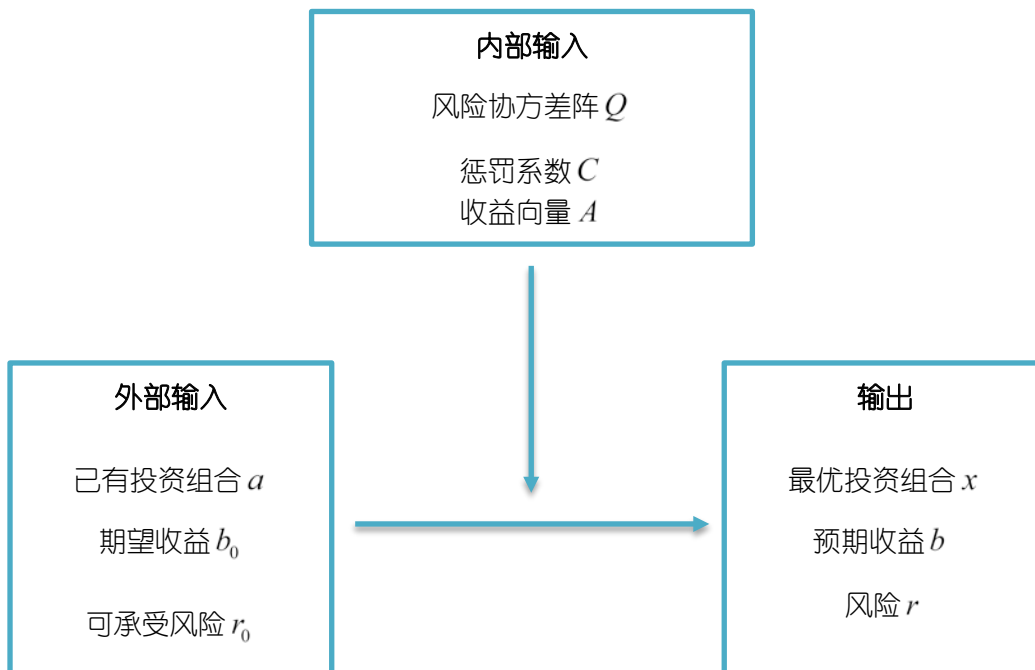 内部输入
风险协方差阵 Q
惩罚系数 C
收益向量 A
外部输入
已有投资组合 a
期望收益 b₀
可承受风险 r₀
输出
最优投资组合 x
预期收益 b
风险 r